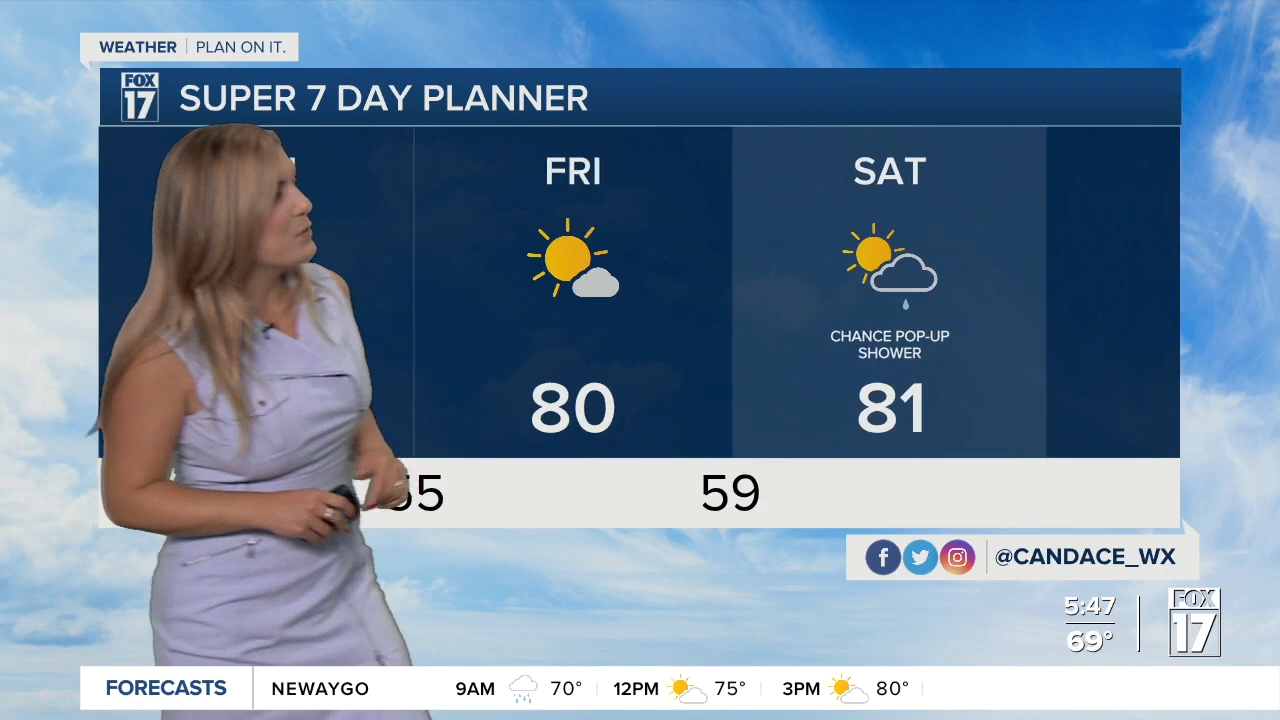 WEATHER PLAN ON IT.
FOX
17
SUPER 7 DAY PLANNER
FRI
SAT
CHANCE POP-UP
SHOWER
80
81
55
59
@CANDACE_WX
5:47
69°
FOX
17
FORECASTS NEWAYGO 9AM 70° 12PM 75° 3PM 80°